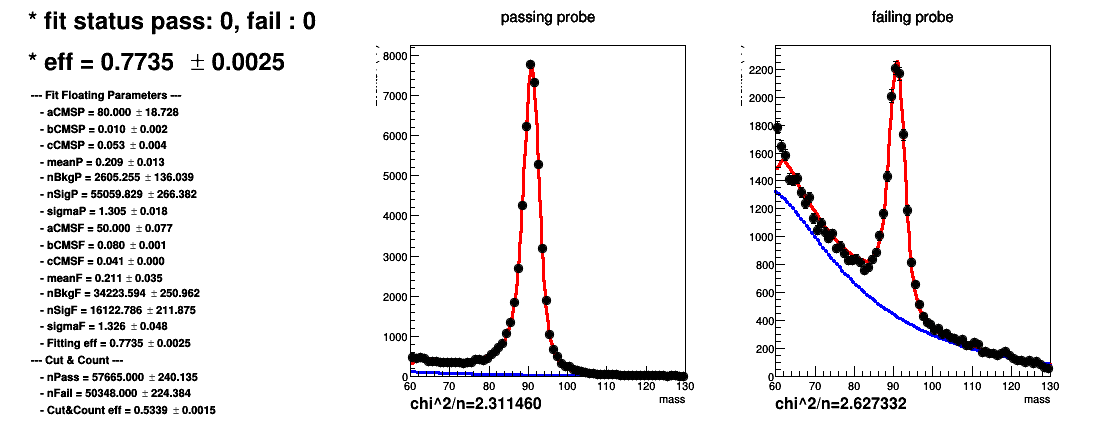 * fit status pass: 0, fail : 0
* eff = 0.7735 ± 0.0025
--- Fit Floating Parameters ---
- aCMSP = 80.000 ± 18.728
- bCMSP = 0.010 ± 0.002
- cCMSP = 0.053 ± 0.004
- meanP = 0.209 ± 0.013
- nBkgP = 2605.255 ± 136.039
- nSigP = 55059.829 ± 266.382
- sigmaP = 1.305 ± 0.018
- aCMSF = 50.000 ± 0.077
- bCMSF = 0.080 ± 0.001
- cCMSF = 0.041 ± 0.000
- meanF = 0.211 ± 0.035
- nBkgF = 34223.594 ± 250.962
- nSigF = 16122.786 ± 211.875
- sigmaF = 1.326 ± 0.048
- Fitting eff = 0.7735 ± 0.0025
--- Cut & Count ---
- nPass = 57665.000 ± 240.135
- nFail = 50348.000 ± 224.384
- Cut&Count eff = 0.5339 ± 0.0015
passing probe
8000
7000
6000
5000
4000
3000
2000
1000
0
60 70 80 90 100 110 120 130
mass
chi^2/n=2.311460
failing probe
2200
2000
1800
1600
1400
1200
1000
800
600
400
200
0
60 70 80 90 100 110 120 130
mass
chi^2/n=2.627332